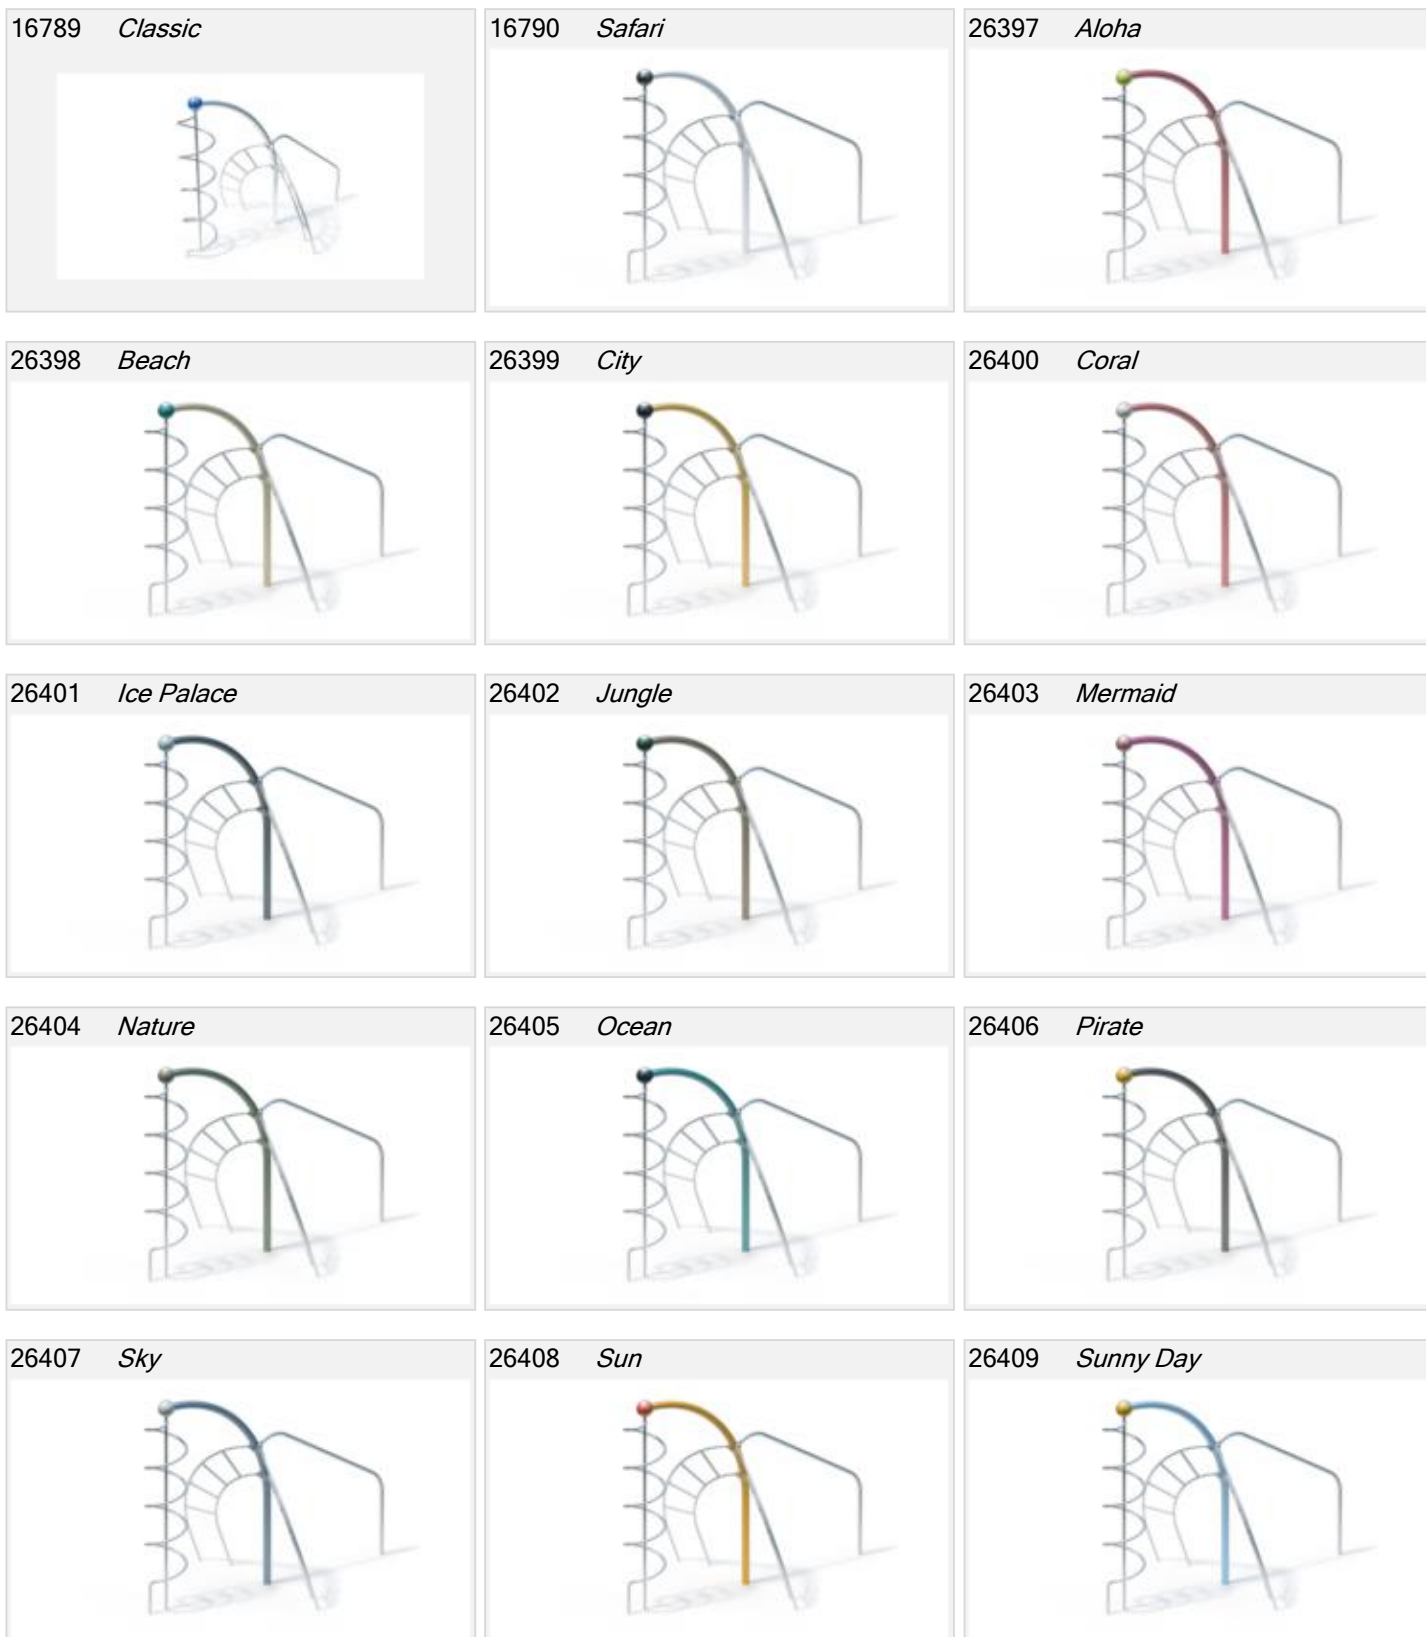 16789 Classic
16790 Safari
26397 Aloha
26398 Beach
26399 City
26400 Coral
26401 Ice Palace
26402 Jungle
26403 Mermaid
26404 Nature
26405 Ocean
26406 Pirate
26407 Sky
26408 Sun
26409 Sunny Day